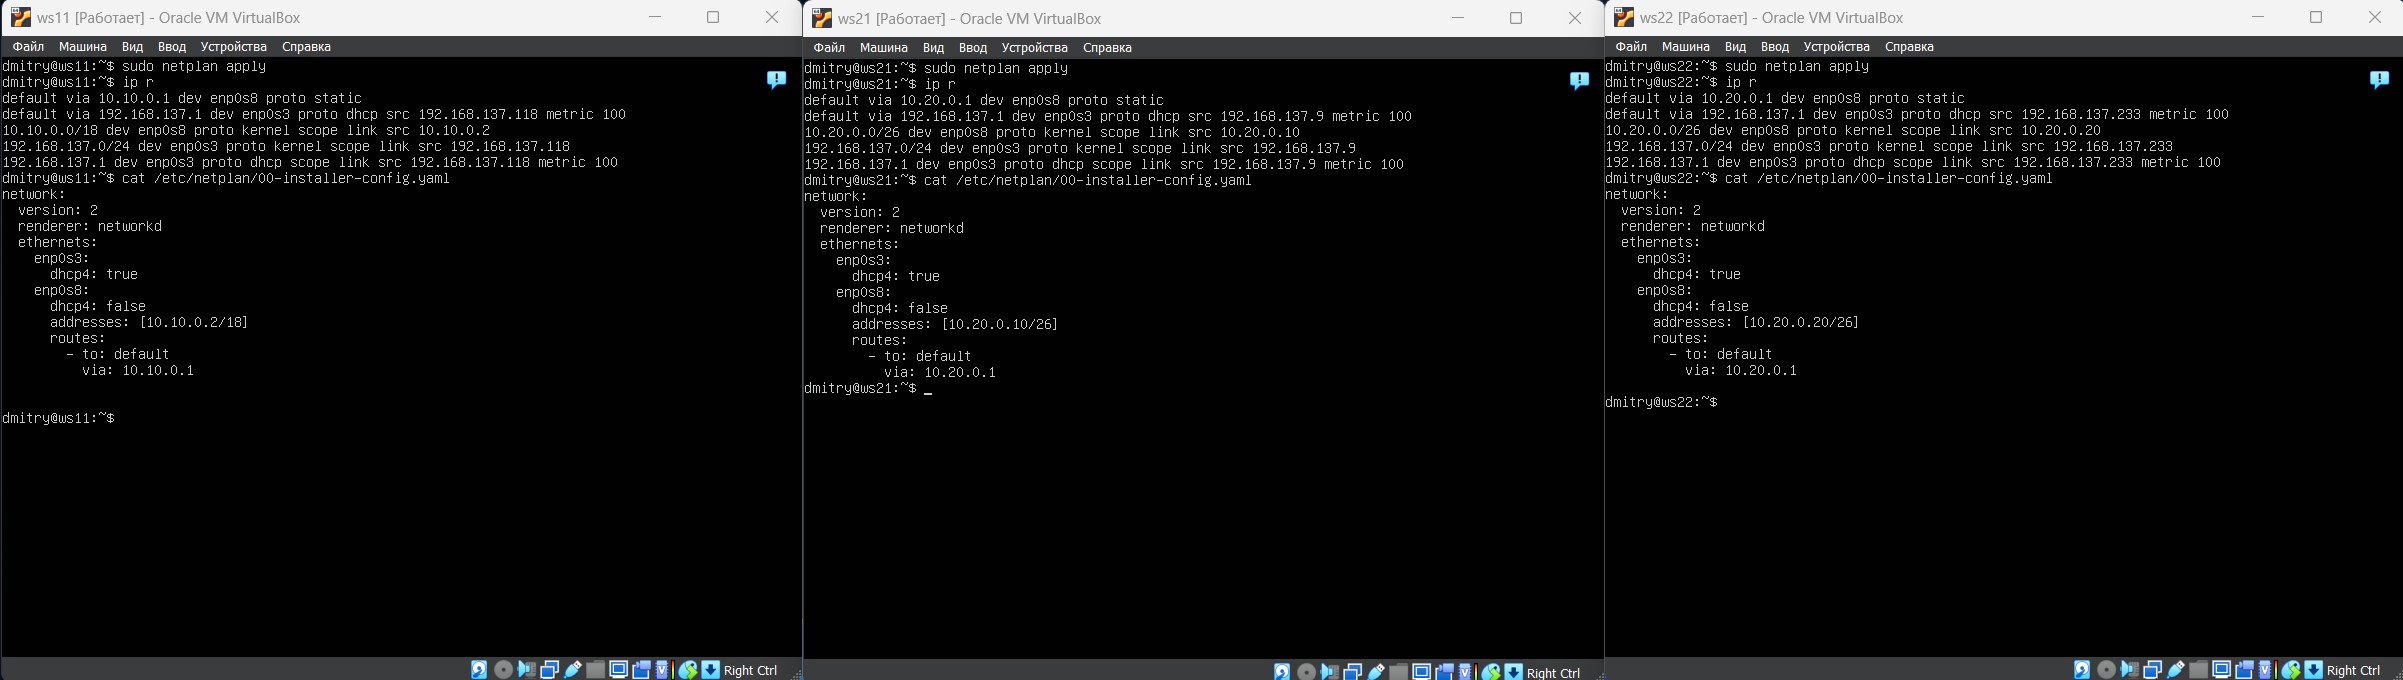 ws11 [Работает] - Oracle VM VirtualBox
Файл Машина Вид Ввод Устройства Справка
dmitry@ws11:~$ sudo netplan apply
dmitry@ws11:~$ ip r
default via 10.10.0.1 dev enp0s8 proto static
default via 192.168.137.1 dev enp0s3 proto dhcp src 192.168.137.118 metric 100
10.10.0.0/18 dev enp0s8 proto kernel scope link src 10.10.0.2
192.168.137.0/24 dev enp0s3 proto kernel scope link src 192.168.137.118
192.168.137.1 dev enp0s3 proto dhcp scope link src 192.168.137.118 metric 100
dmitry@ws11:~$ cat /etc/netplan/00-installer-config.yaml
network:
  version: 2
  renderer: networkd
  ethernets:
    enp0s3:
      dhcp4: true
    enp0s8:
      dhcp4: false
      addresses: [10.10.0.2/18]
      routes:
        - to: default
          via: 10.10.0.1
dmitry@ws11:~$
Right Ctrl
ws21 [Работает] - Oracle VM VirtualBox
Файл Машина Вид Ввод Устройства Справка
dmitry@ws21:~$ sudo netplan apply
dmitry@ws21:~$ ip r
default via 10.20.0.1 dev enp0s8 proto static
default via 192.168.137.1 dev enp0s3 proto dhcp src 192.168.137.9 metric 100
10.20.0.0/26 dev enp0s8 proto kernel scope link src 10.20.0.10
192.168.137.0/24 dev enp0s3 proto kernel scope link src 192.168.137.9
192.168.137.1 dev enp0s3 proto dhcp scope link src 192.168.137.9 metric 100
dmitry@ws21:~$ cat /etc/netplan/00-installer-config.yaml
network:
  version: 2
  renderer: networkd
  ethernets:
    enp0s3:
      dhcp4: true
    enp0s8:
      dhcp4: false
      addresses: [10.20.0.10/26]
      routes:
        - to: default
          via: 10.20.0.1
dmitry@ws21:~$ _
Right Ctrl
ws22 [Работает] - Oracle VM VirtualBox
Файл Машина Вид Ввод Устройства Справка
dmitry@ws22:~$ sudo netplan apply
dmitry@ws22:~$ ip r
default via 10.20.0.1 dev enp0s8 proto static
default via 192.168.137.1 dev enp0s3 proto dhcp src 192.168.137.233 metric 100
10.20.0.0/26 dev enp0s8 proto kernel scope link src 10.20.0.20
192.168.137.0/24 dev enp0s3 proto kernel scope link src 192.168.137.233
192.168.137.1 dev enp0s3 proto dhcp scope link src 192.168.137.233 metric 100
dmitry@ws22:~$ cat /etc/netplan/00-installer-config.yaml
network:
  version: 2
  renderer: networkd
  ethernets:
    enp0s3:
      dhcp4: true
    enp0s8:
      dhcp4: false
      addresses: [10.20.0.20/26]
      routes:
        - to: default
          via: 10.20.0.1
dmitry@ws22:~$
Right Ctrl